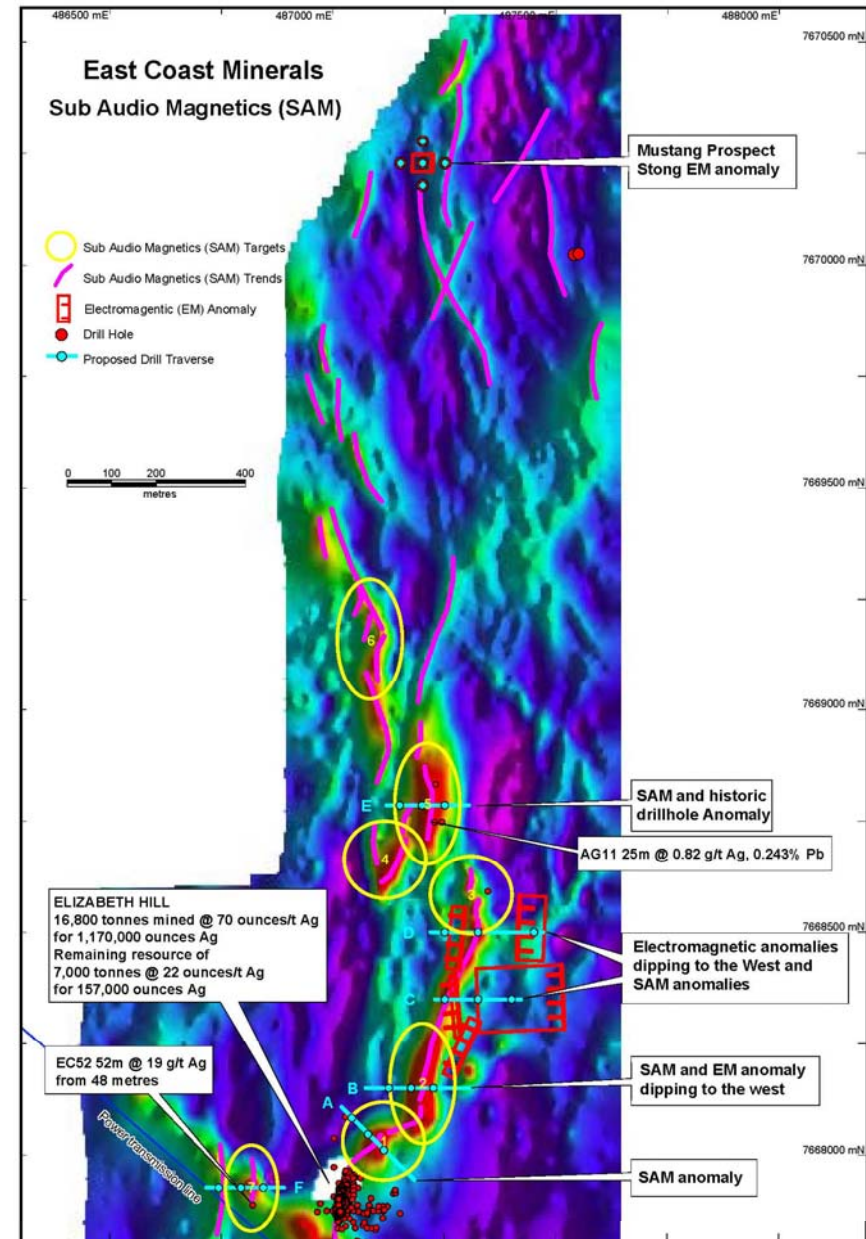 486500 mE
487000 mE
487500 mE
488000 mE
7670500 mN
East Coast Minerals
Sub Audio Magnetics (SAM)
Mustang Prospect
Stong EM anomaly
Sub Audio Magnetics (SAM) Targets
Sub Audio Magnetics (SAM) Trends
Electromagentic (EM) Anomaly
Drill Hole
Proposed Drill Traverse
7670000 mN
0 100 200 400
metres
7669500 mN
6
7669000 mN
E
5
SAM and historic
drillhole Anomaly
AG11 25m @ 0.82 g/t Ag, 0.243% Pb
4
3
ELIZABETH HILL
16,800 tonnes mined @ 70 ounces/t Ag
for 1,170,000 ounces Ag
Remaining resource of
7,000 tonnes @ 22 ounces/t Ag
for 157,000 ounces Ag
7668500 mN
D
Electromagnetic anomalies
dipping to the West and
SAM anomalies
C
EC52 52m @ 19 g/t Ag
from 48 metres
SAM and EM anomaly
dipping to the west
B
2
A
1
7668000 mN
Power transmission line
SAM anomaly
7
F